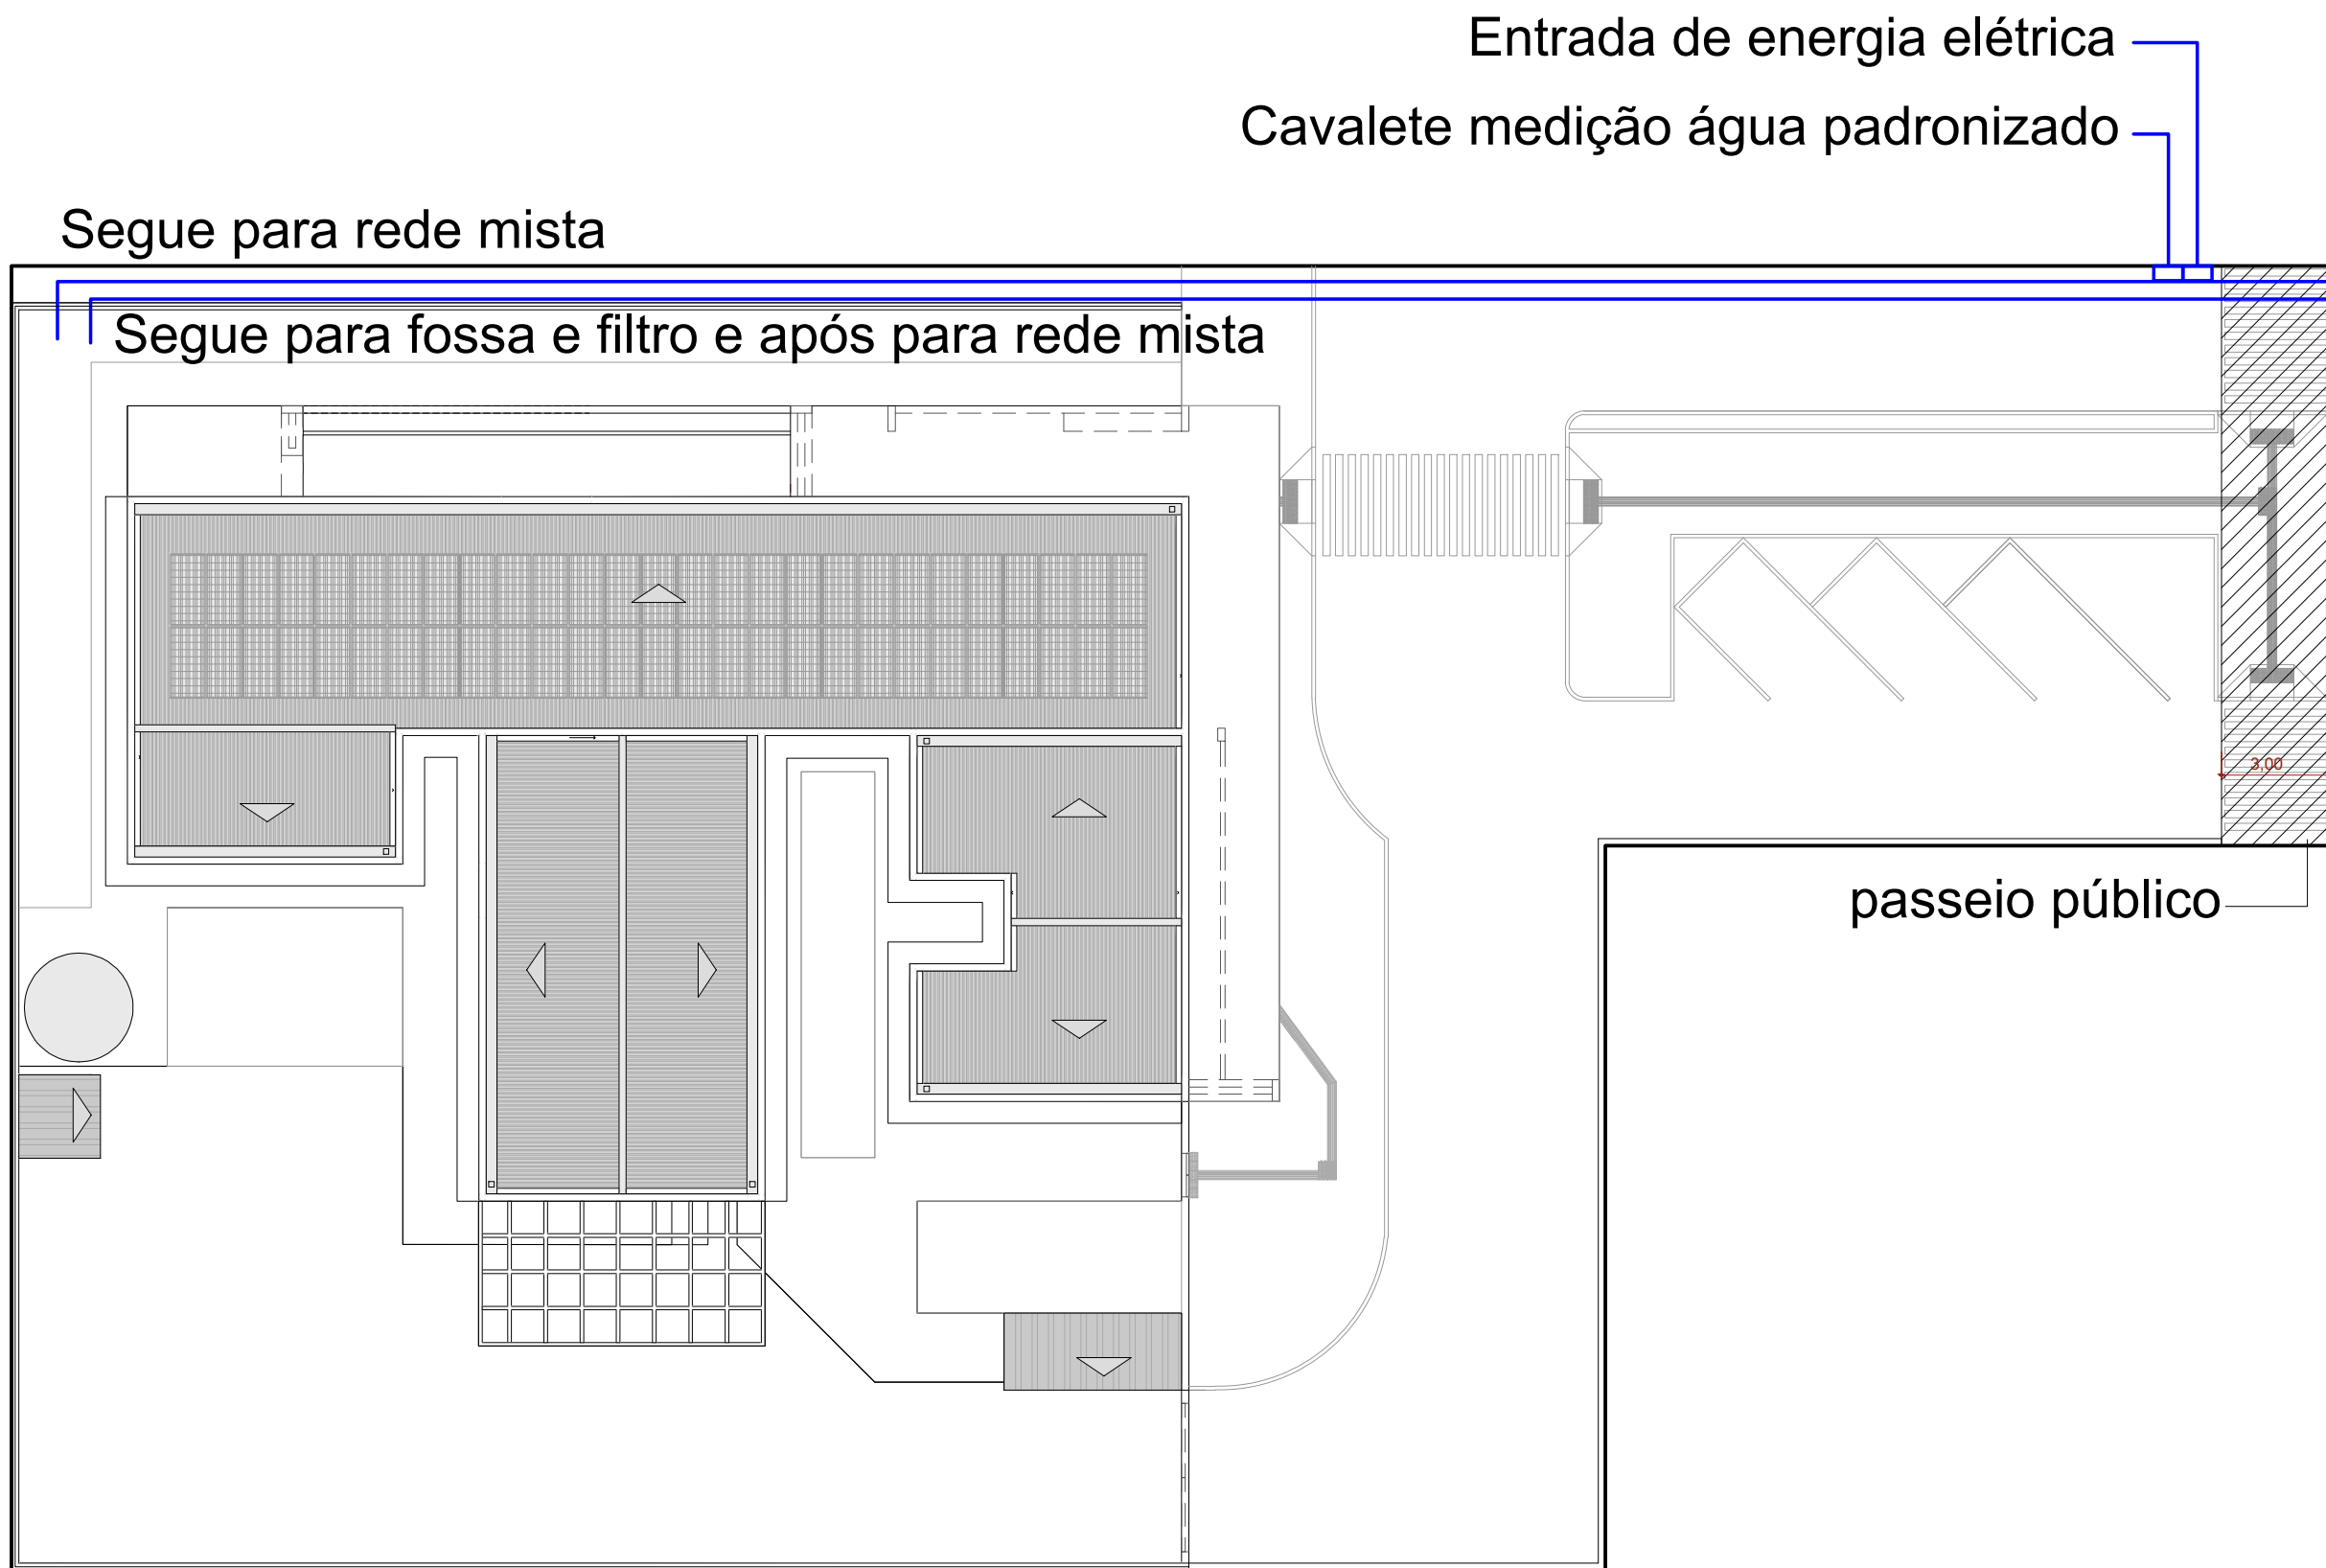 Entrada de energia elétrica
Cavalete medição água padronizado
Segue para rede mista
Segue para fossa e filtro e após para rede mista
3,00
passeio público